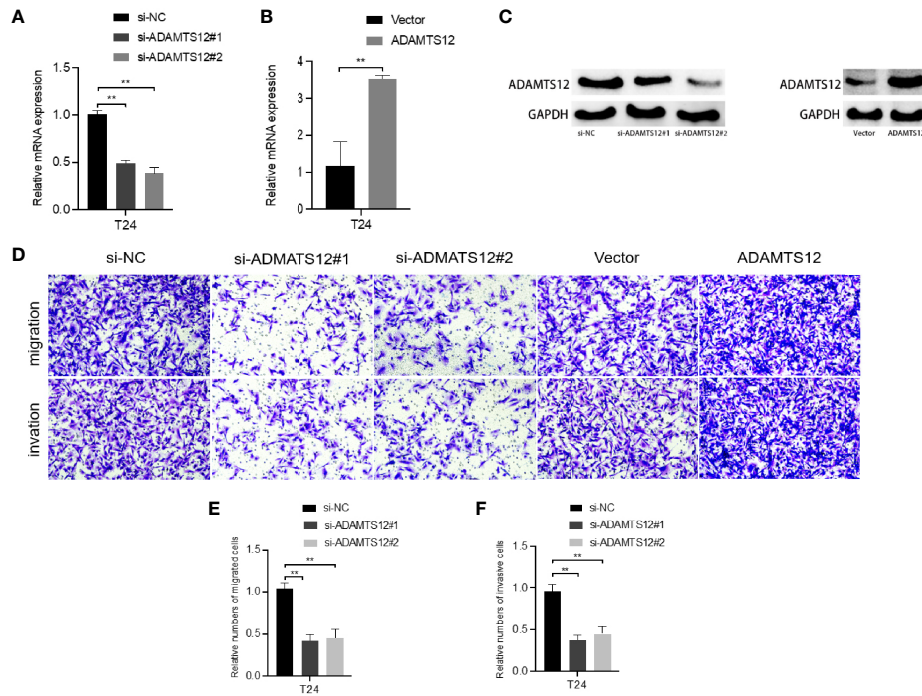 A
si-NC
si-ADAMTS12#1
si-ADAMTS12#2
Relative mRNA expression
1.5
1.0
0.5
0.0
**
**
T24
B
Vector
ADAMTS12
Relative mRNA expression
6
4
2
0
**
T24
C
ADAMTS12
GAPDH
si-NC si-ADAMTS12#1 si-ADAMTS12#2
ADAMTS12
GAPDH
Vector ADAMTS12
D
si-NC si-ADMATS12#1 si-ADMATS12#2 Vector ADAMTS12
migration
invation
E
si-NC
si-ADAMTS12#1
si-ADAMTS12#2
Relative numbers of migrated cells
1.5
1.0
0.5
0.0
**
**
T24
F
si-NC
si-ADAMTS12#1
si-ADAMTS12#2
Relative numbers of invasive cells
1.5
1.0
0.5
0.0
**
**
T24